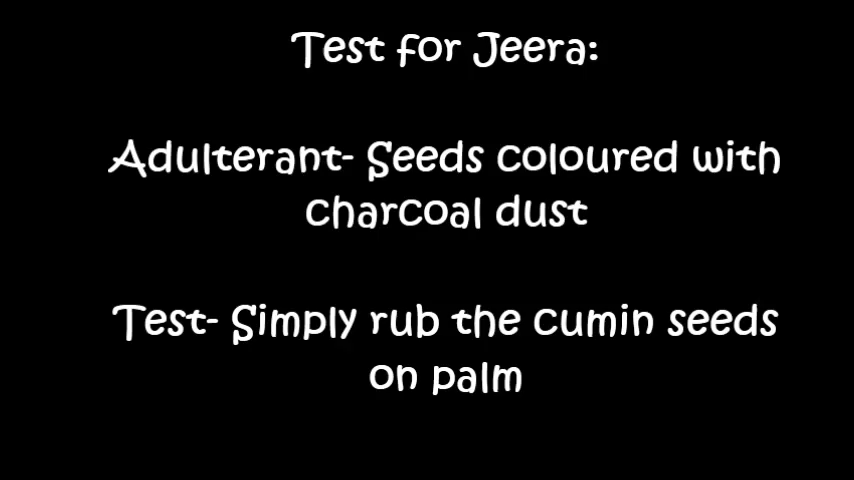 Test for Jeera:
Adulterant- Seeds coloured with
charcoal dust
Test- Simply rub the cumin seeds
on palm